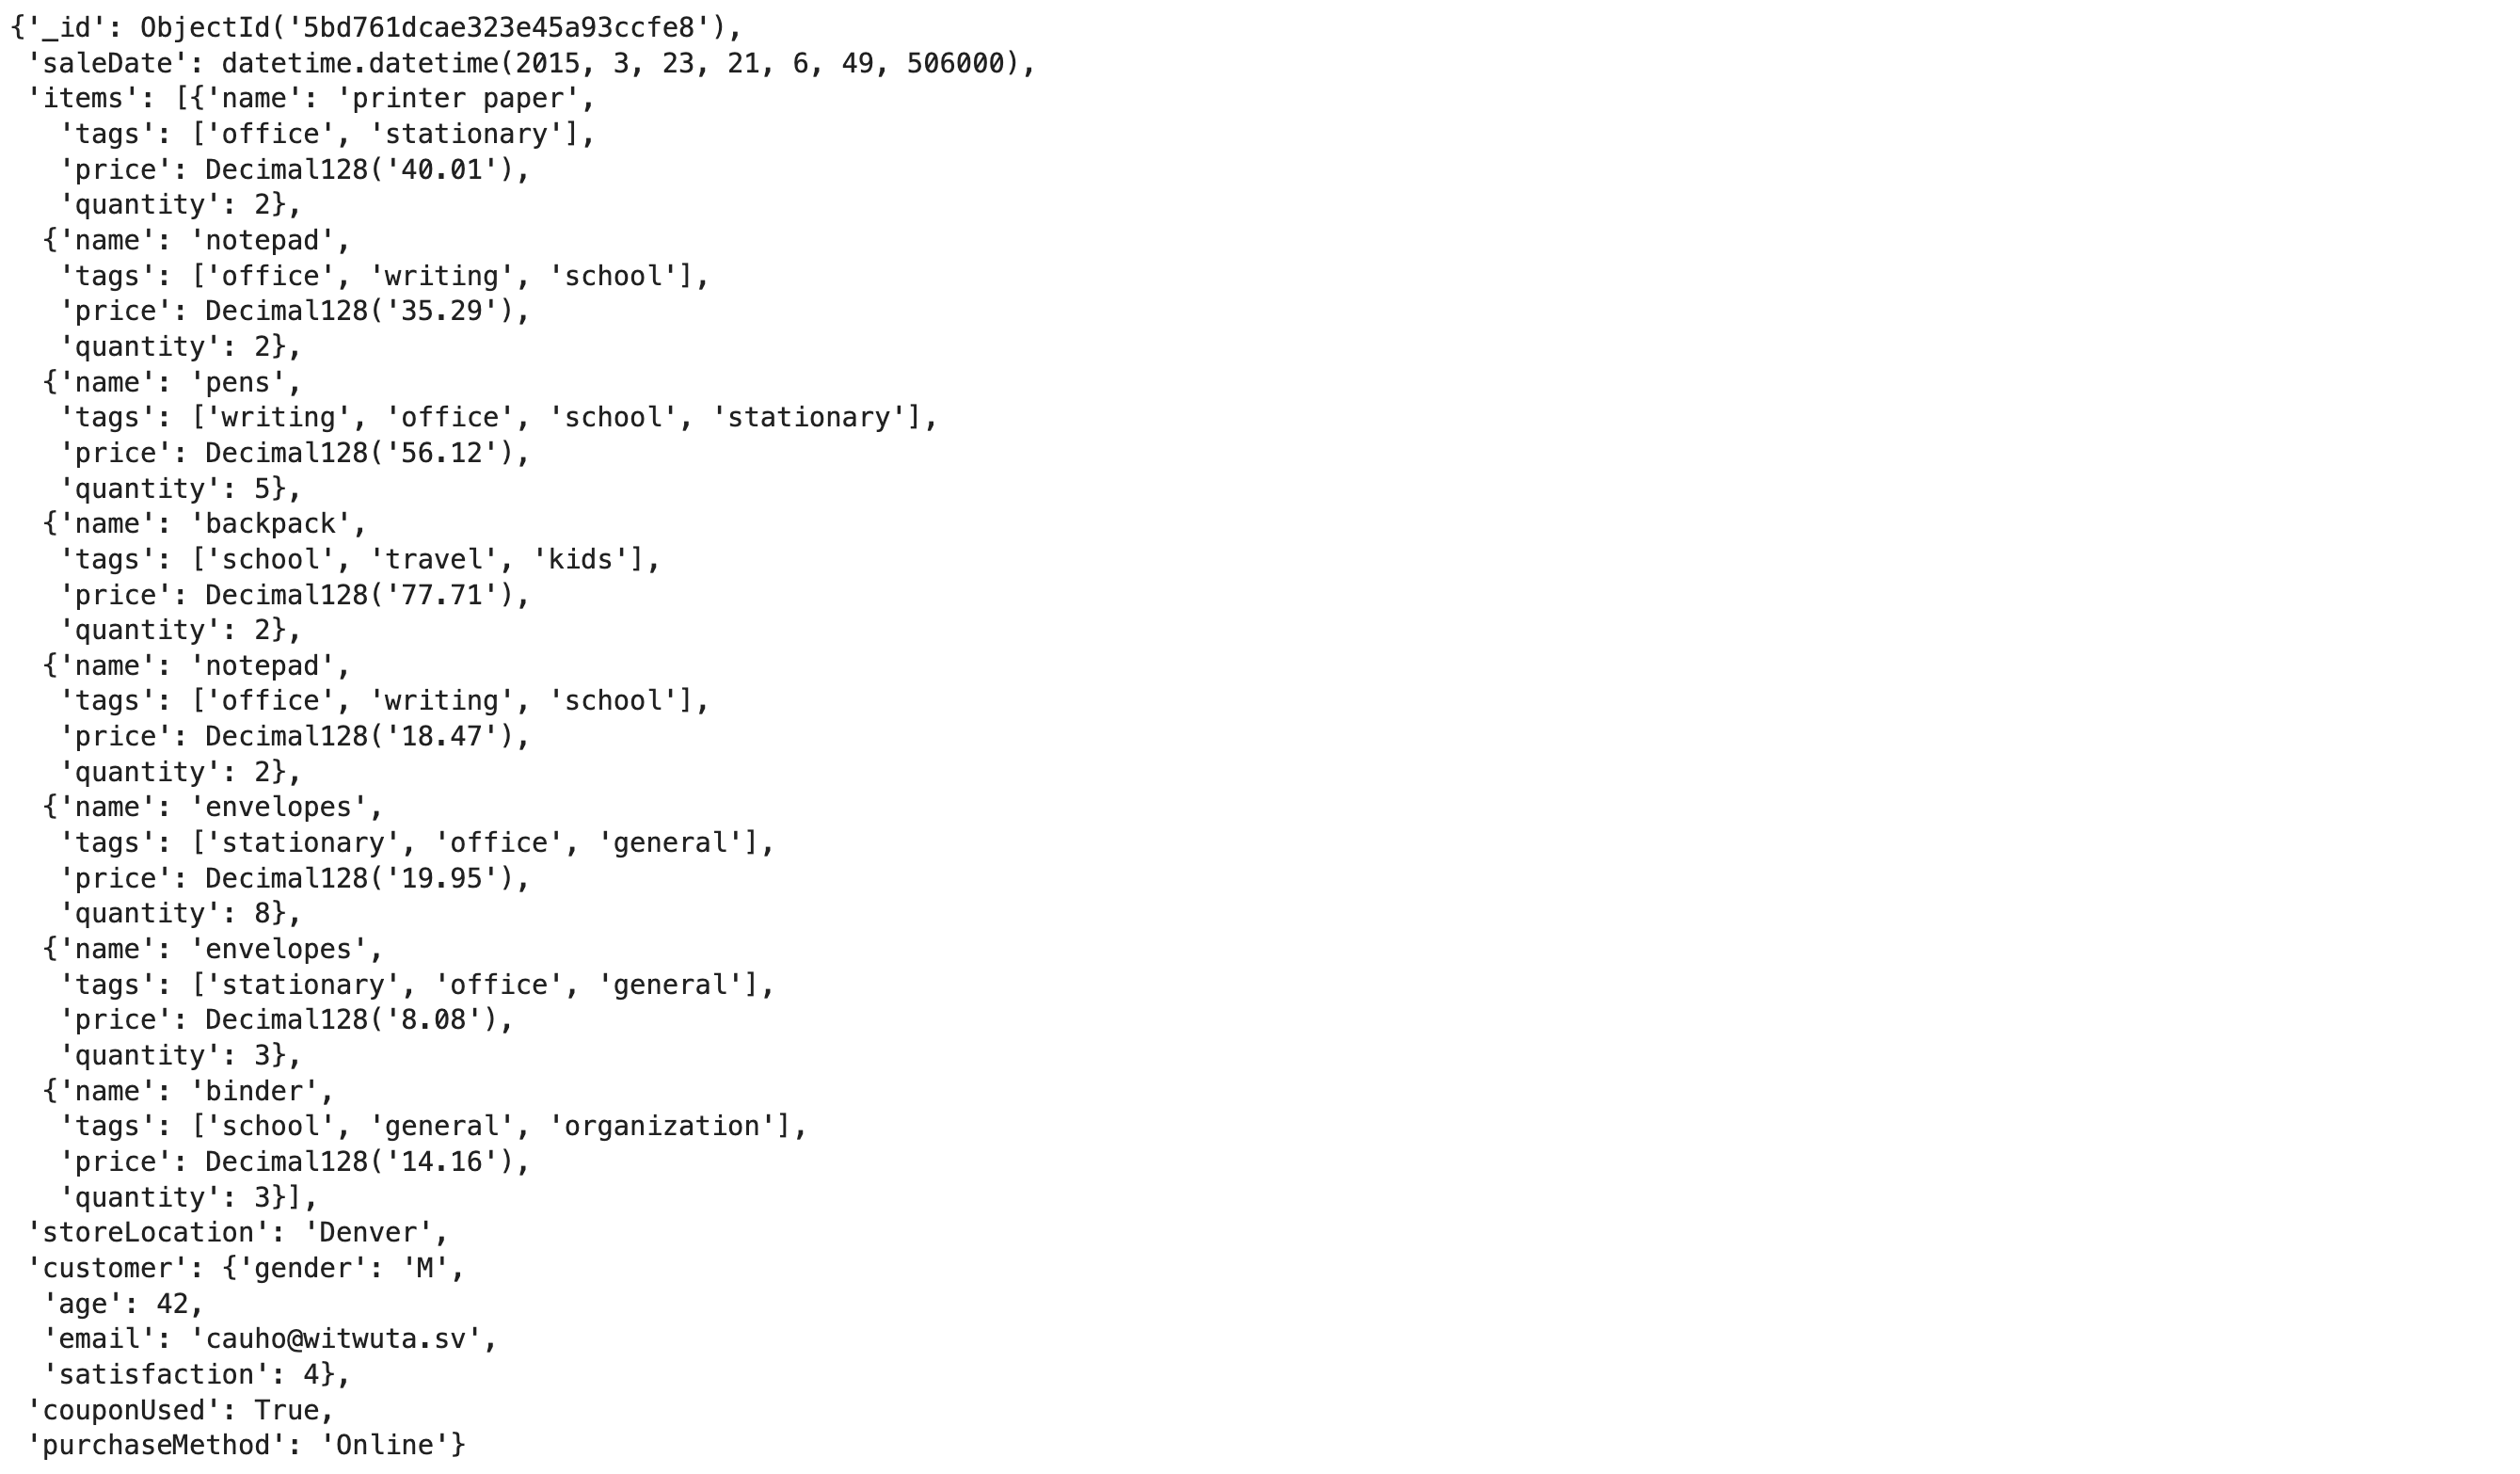 {'_id': ObjectId('5bd761dcae323e45a93ccfe8'),
 'saleDate': datetime.datetime(2015, 3, 23, 21, 6, 49, 506000),
 'items': [{'name': 'printer paper',
   'tags': ['office', 'stationary'],
   'price': Decimal128('40.01'),
   'quantity': 2},
  {'name': 'notepad',
   'tags': ['office', 'writing', 'school'],
   'price': Decimal128('35.29'),
   'quantity': 2},
  {'name': 'pens',
   'tags': ['writing', 'office', 'school', 'stationary'],
   'price': Decimal128('56.12'),
   'quantity': 5},
  {'name': 'backpack',
   'tags': ['school', 'travel', 'kids'],
   'price': Decimal128('77.71'),
   'quantity': 2},
  {'name': 'notepad',
   'tags': ['office', 'writing', 'school'],
   'price': Decimal128('18.47'),
   'quantity': 2},
  {'name': 'envelopes',
   'tags': ['stationary', 'office', 'general'],
   'price': Decimal128('19.95'),
   'quantity': 8},
  {'name': 'envelopes',
   'tags': ['stationary', 'office', 'general'],
   'price': Decimal128('8.08'),
   'quantity': 3},
  {'name': 'binder',
   'tags': ['school', 'general', 'organization'],
   'price': Decimal128('14.16'),
   'quantity': 3}],
 'storeLocation': 'Denver',
 'customer': {'gender': 'M',
  'age': 42,
  'email': 'cauho@witwuta.sv',
  'satisfaction': 4},
 'couponUsed': True,
 'purchaseMethod': 'Online'}